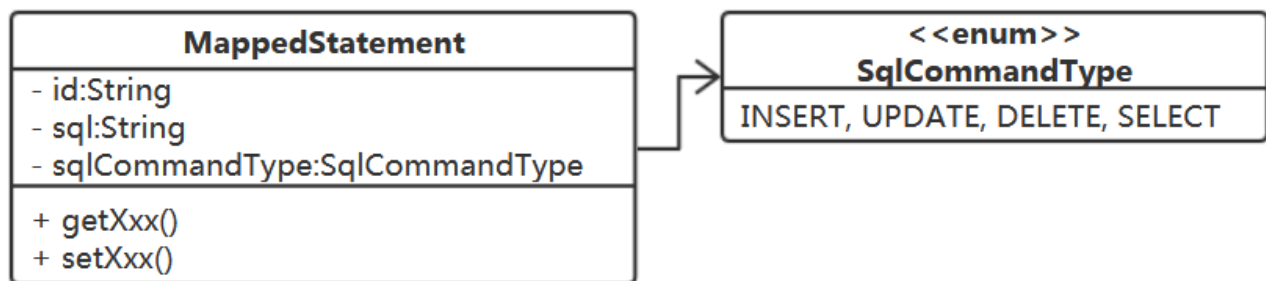 MappedStatement
- id:String
- sql:String
- sqlCommandType:SqlCommandType
+ getXxx()
+ setXxx()
<<enum>>
SqlCommandType
INSERT, UPDATE, DELETE, SELECT